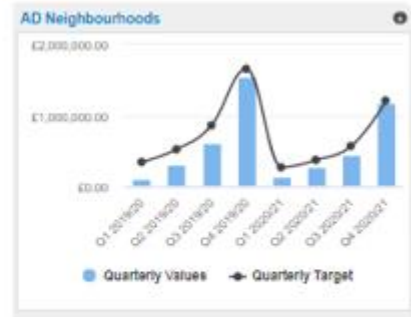 AD Neighbourhoods
£2,000,000.00
£1,000,000.00
£0.00
Q1 2019/20
Q2 2019/20
Q3 2019/20
Q4 2019/20
Q1 2020/21
Q2 2020/21
Q3 2020/21
Q4 2020/21
Quarterly Values
Quarterly Target